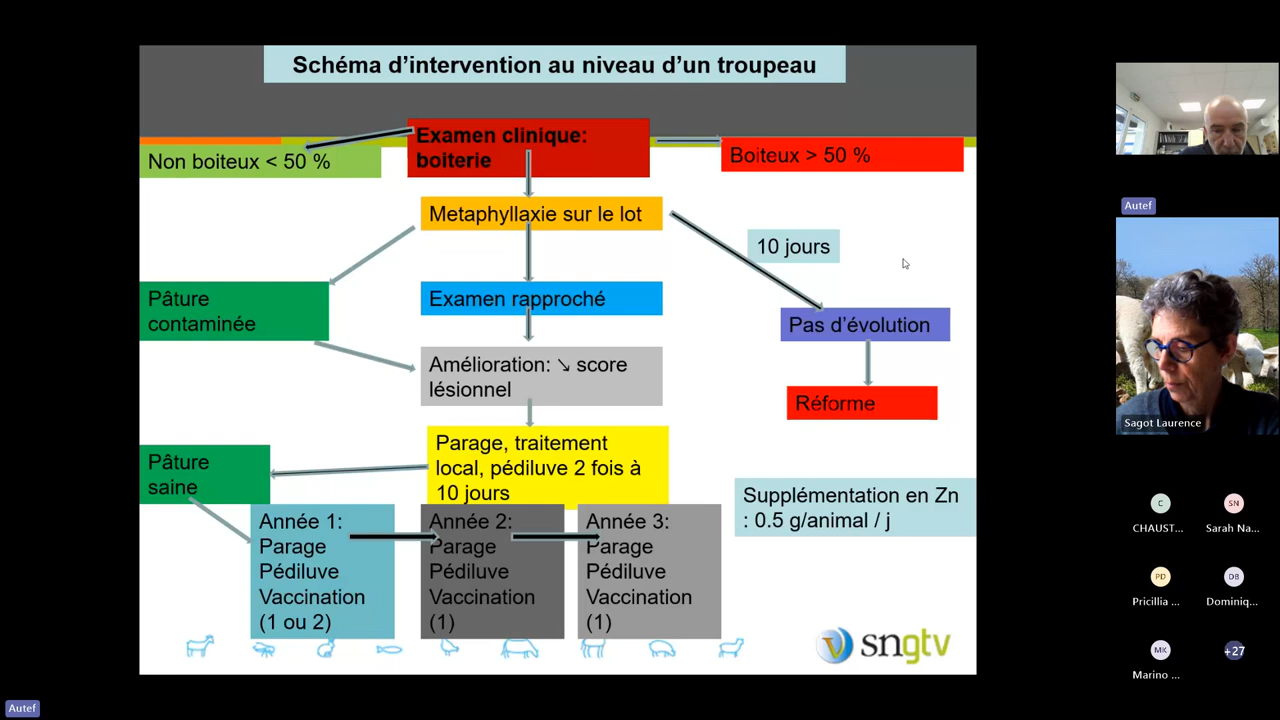 Schéma d'intervention au niveau d'un troupeau
Examen clinique:
boiterie
Non boiteux < 50 %
Boiteux > 50 %
Metaphyllaxie sur le lot
10 jours
Pâture
contaminée
Examen rapproché
Pas d'évolution
Amélioration: ↘ score
lésionnel
Réforme
Parage, traitement
local, pédiluve 2 fois à
10 jours
Pâture
saine
Supplémentation en Zn
: 0.5 g/animal / j
Année 1:
Parage
Pédiluve
Vaccination
(1 ou 2)
Année 2:
Parage
Pédiluve
Vaccination
(1)
Année 3:
Parage
Pédiluve
Vaccination
(1)
sngtv
Autef
Sagot Laurence
C
CHAUST...
SN
Sarah Na...
PD
Pricillia ...
DB
Dominiq...
MK
Marino ...
+27
Autef